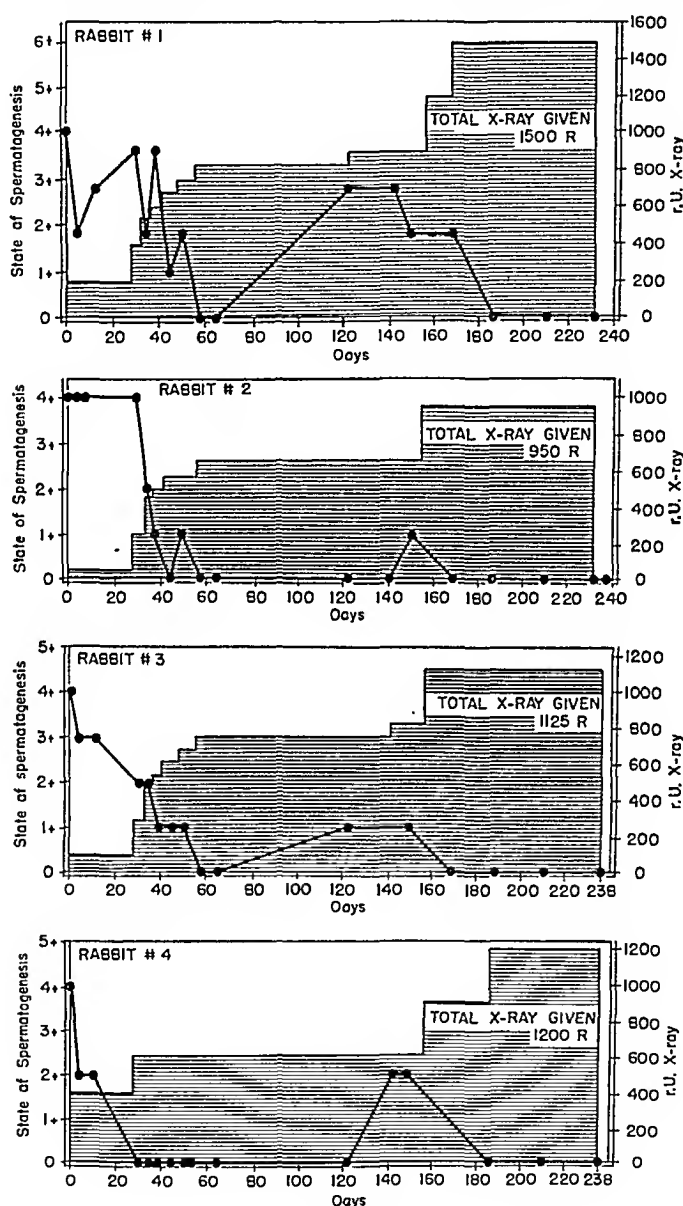 RABBIT # 1
State of Spermatogenesis
6+
5+
4+
3+
2+
1+
0
1600
1400
1200
1000
800
600
400
200
0
r.U. X-ray
TOTAL X-RAY GIVEN
1500 R
0 20 40 60 80 100 120 140 160 180 200 220 240
Oays
RABBIT # 2
State of Spermatogenesis
4+
3+
2+
1+
0
1000
800
600
400
200
0
r.U. X-ray
TOTAL X-RAY GIVEN
950 R
0 20 40 60 80 100 120 140 160 180 200 220 240
Oays
RABBIT # 3
State of spermatogenesis
5+
4+
3+
2+
1+
0
1200
1000
800
600
400
200
0
r.U. X-ray
TOTAL X-RAY GIVEN
1125 R
0 20 40 60 80 100 120 140 160 180 200 220 238
Oays
RABBIT # 4
State of Spermatogenesis
5+
4+
3+
2+
1+
0
1200
1000
800
600
400
200
0
r.U. X-ray
TOTAL X-RAY GIVEN
1200 R
0 20 40 60 80 100 120 140 160 180 200 220 238
Oays